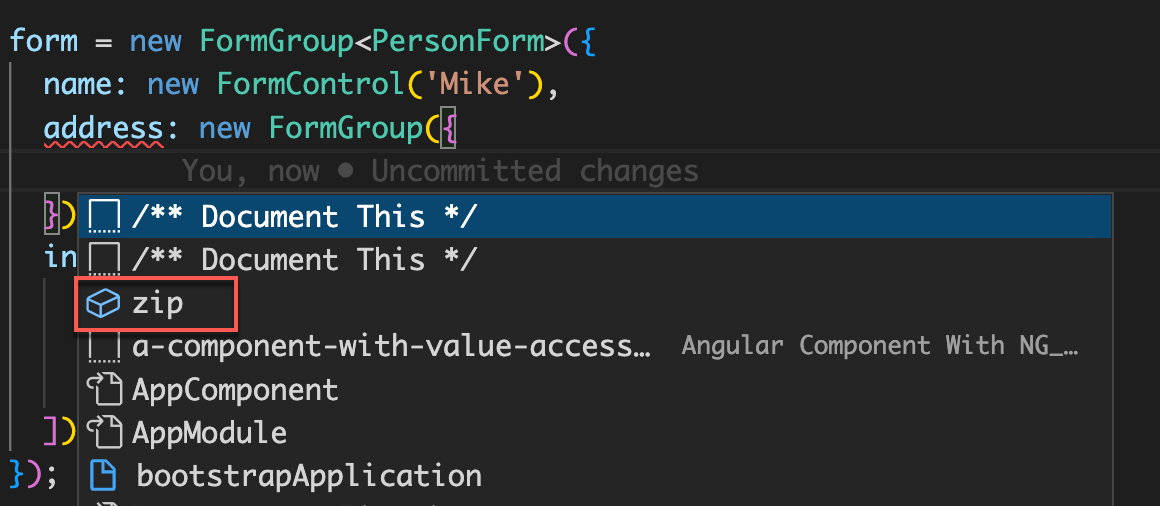 form = new FormGroup<PersonForm>({
name: new FormControl('Mike'),
address: new FormGroup({
You, now • Uncommitted changes
}) /** Document This */
in /** Document This */
zip
a-component-with-value-access… Angular Component With NG_…
AppComponent
]) AppModule
}); bootstrapApplication